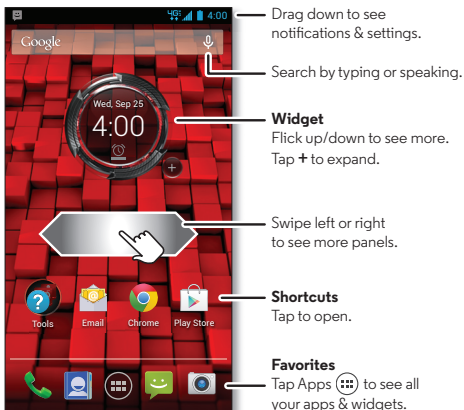 4G 4:00
Drag down to see
notifications & settings.
Google
Search by typing or speaking.
Wed, Sep 25
4:00
Widget
Flick up/down to see more.
Tap + to expand.
Swipe left or right
to see more panels.
Tools Email Chrome Play Store
Shortcuts
Tap to open.
Favorites
Tap Apps to see all
your apps & widgets.